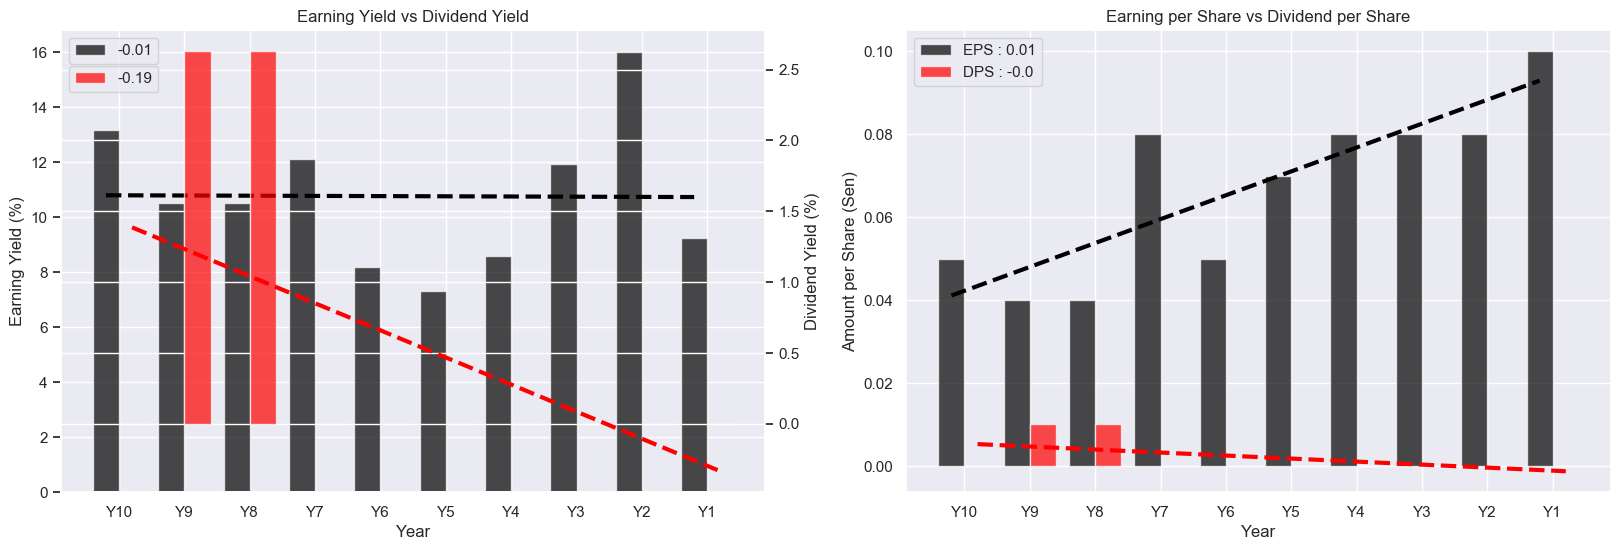 Earning Yield vs Dividend Yield
-0.01
-0.19
Earning Yield (%)
16
14
12
10
8
6
4
2
0
2.5
2.0
1.5
1.0
0.5
0.0
Dividend Yield (%)
Y10 Y9 Y8 Y7 Y6 Y5 Y4 Y3 Y2 Y1
Year
Earning per Share vs Dividend per Share
EPS : 0.01
DPS : -0.0
Amount per Share (Sen)
0.10
0.08
0.06
0.04
0.02
0.00
Y10 Y9 Y8 Y7 Y6 Y5 Y4 Y3 Y2 Y1
Year